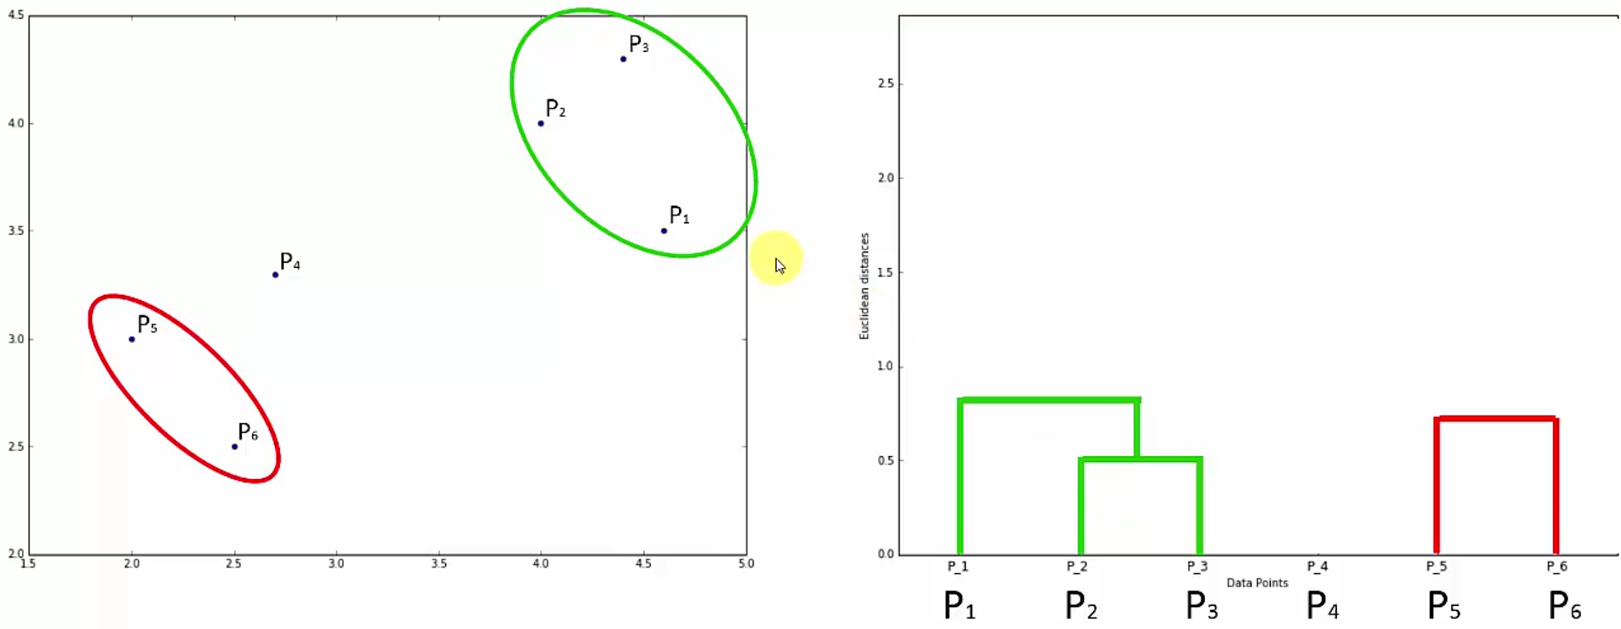 4.5
P3
P2
4.0
P1
3.5
P4
P5
3.0
P6
2.5
2.0
1.5 2.0 2.5 3.0 3.5 4.0 4.5 5.0
2.5
2.0
1.5
Euclidean distances
1.0
0.5
0.0
P_1 P_2 P_3 P_4 P_5 P_6
Data Points
P1 P2 P3 P4 P5 P6